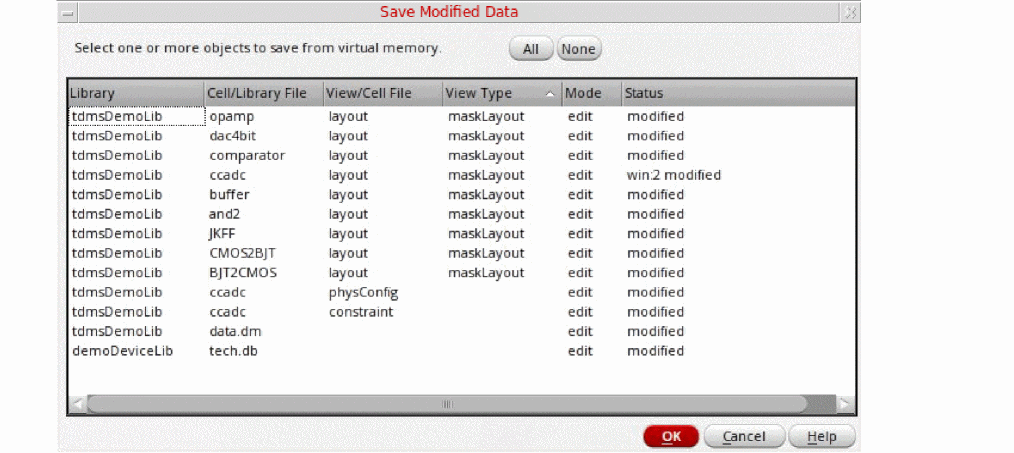 Save Modified Data
Select one or more objects to save from virtual memory. All None
Library Cell/Library File View/Cell File View Type Mode Status
tdmsDemoLib opamp layout maskLayout edit modified
tdmsDemoLib dac4bit layout maskLayout edit modified
tdmsDemoLib comparator layout maskLayout edit modified
tdmsDemoLib ccadc layout maskLayout edit win:2 modified
tdmsDemoLib buffer layout maskLayout edit modified
tdmsDemoLib and2 layout maskLayout edit modified
tdmsDemoLib JKFF layout maskLayout edit modified
tdmsDemoLib CMOS2BJT layout maskLayout edit modified
tdmsDemoLib BJT2CMOS layout maskLayout edit modified
tdmsDemoLib ccadc physConfig edit modified
tdmsDemoLib ccadc constraint edit modified
tdmsDemoLib data.dm edit modified
demoDeviceLib tech.db edit modified
OK Cancel Help